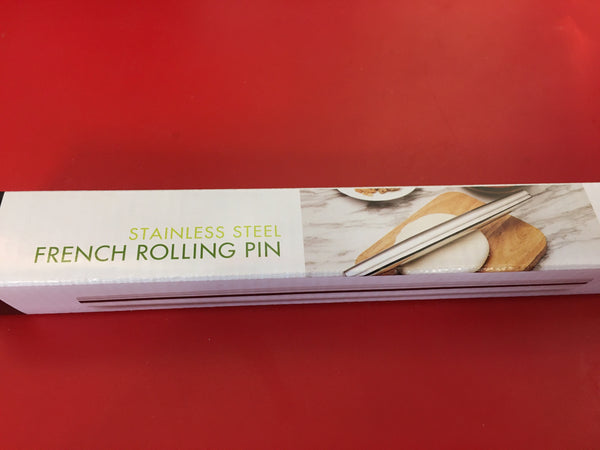 STAINLESS STEEL
FRENCH ROLLING PIN